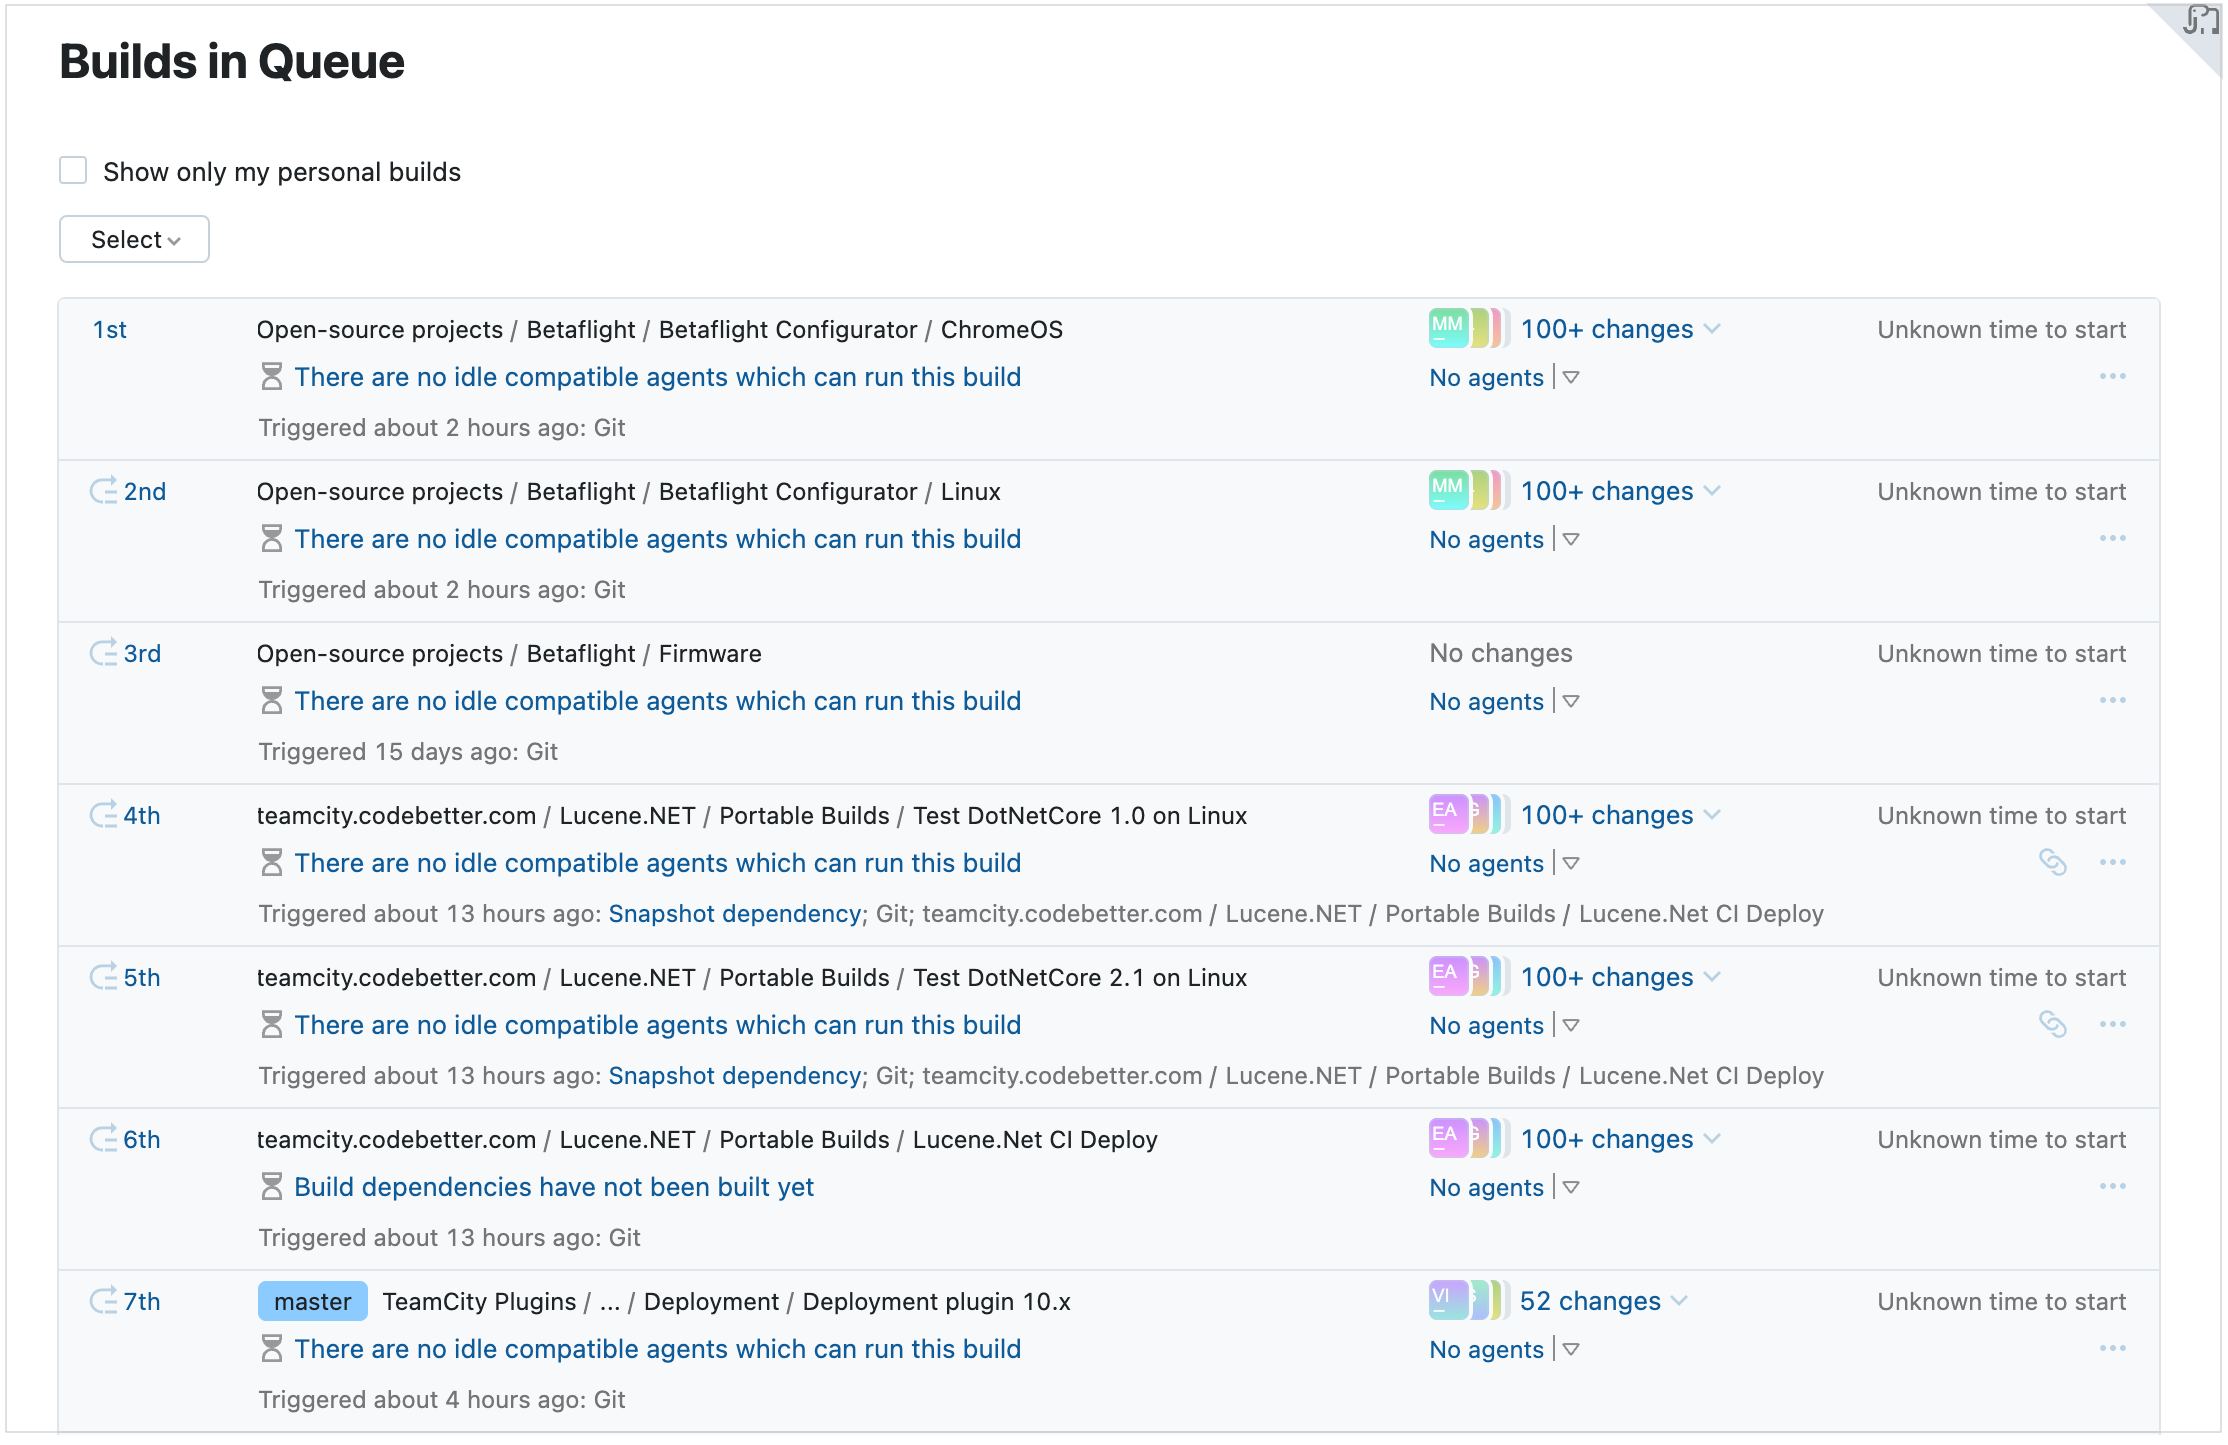 Builds in Queue
Show only my personal builds
Select
1st Open-source projects / Betaflight / Betaflight Configurator / ChromeOS MM 100+ changes Unknown time to start
There are no idle compatible agents which can run this build No agents
Triggered about 2 hours ago: Git
2nd Open-source projects / Betaflight / Betaflight Configurator / Linux MM 100+ changes Unknown time to start
There are no idle compatible agents which can run this build No agents
Triggered about 2 hours ago: Git
3rd Open-source projects / Betaflight / Firmware No changes Unknown time to start
There are no idle compatible agents which can run this build No agents
Triggered 15 days ago: Git
4th teamcity.codebetter.com / Lucene.NET / Portable Builds / Test DotNetCore 1.0 on Linux EA 100+ changes Unknown time to start
There are no idle compatible agents which can run this build No agents
Triggered about 13 hours ago: Snapshot dependency; Git; teamcity.codebetter.com / Lucene.NET / Portable Builds / Lucene.Net CI Deploy
5th teamcity.codebetter.com / Lucene.NET / Portable Builds / Test DotNetCore 2.1 on Linux EA 100+ changes Unknown time to start
There are no idle compatible agents which can run this build No agents
Triggered about 13 hours ago: Snapshot dependency; Git; teamcity.codebetter.com / Lucene.NET / Portable Builds / Lucene.Net CI Deploy
6th teamcity.codebetter.com / Lucene.NET / Portable Builds / Lucene.Net CI Deploy EA 100+ changes Unknown time to start
Build dependencies have not been built yet No agents
Triggered about 13 hours ago: Git
7th master TeamCity Plugins / ... / Deployment / Deployment plugin 10.x VI 52 changes Unknown time to start
There are no idle compatible agents which can run this build No agents
Triggered about 4 hours ago: Git